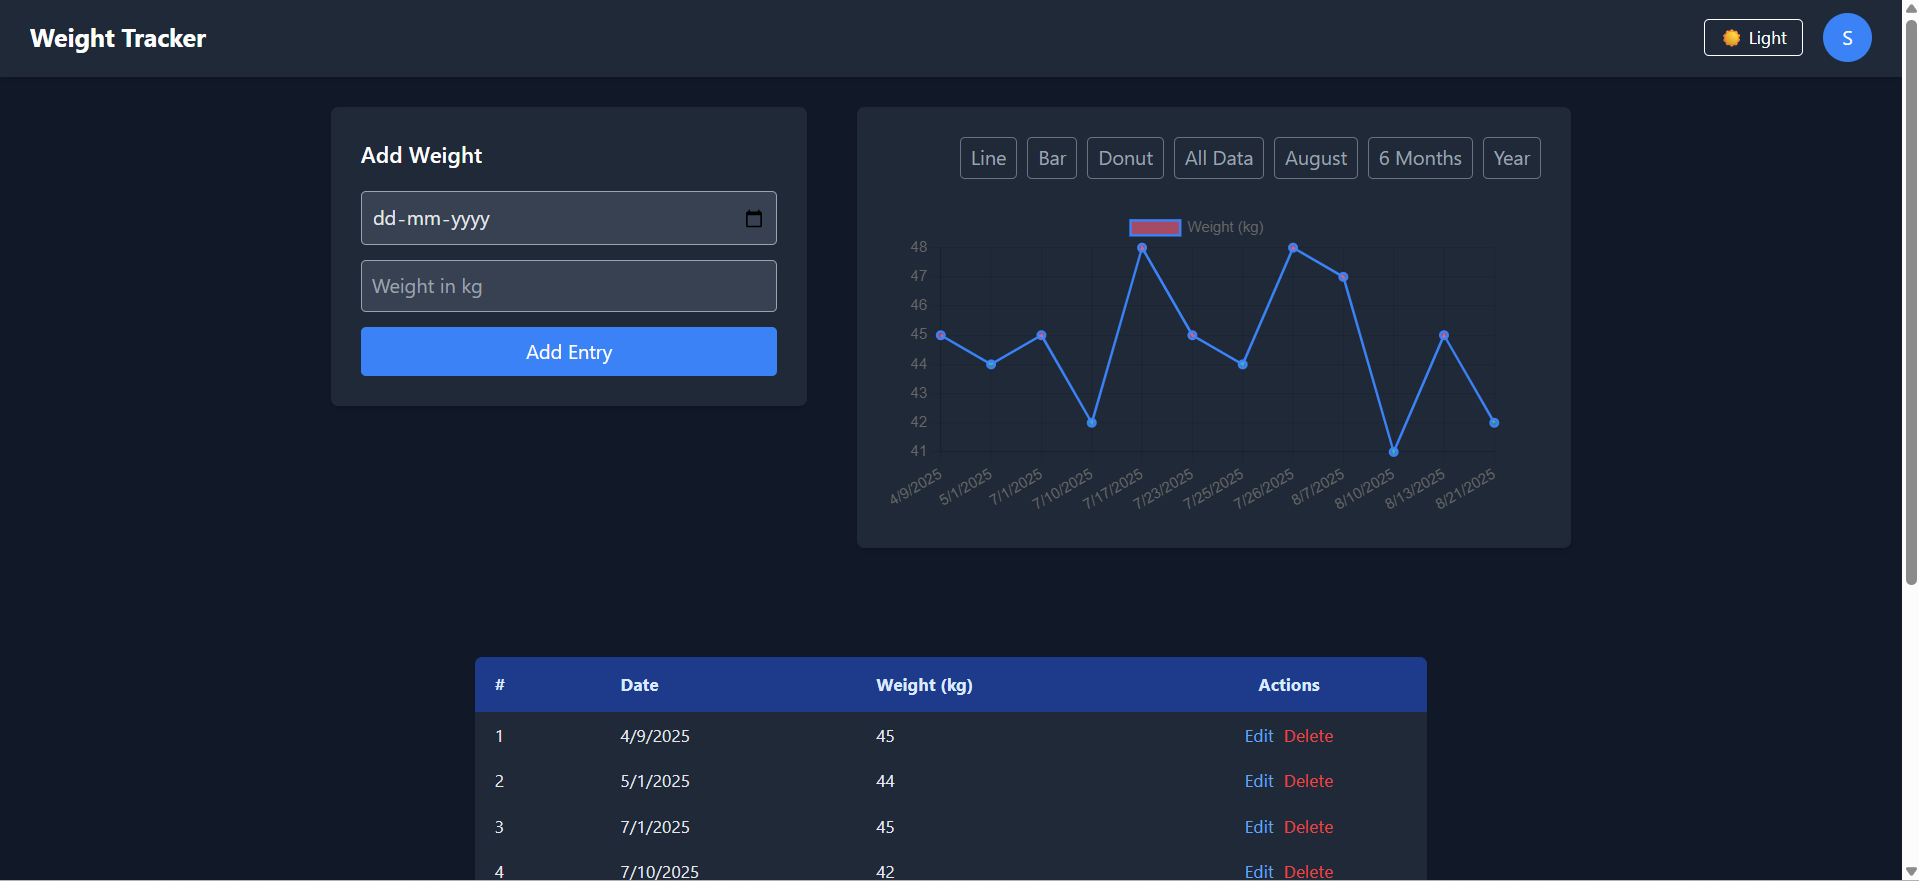 Weight Tracker
Light
S
Add Weight
dd-mm-yyyy
Weight in kg
Add Entry
Line Bar Donut All Data August 6 Months Year
Weight (kg)
48
47
46
45
44
43
42
41
4/9/2025 5/1/2025 7/1/2025 7/10/2025 7/17/2025 7/23/2025 7/25/2025 7/26/2025 8/7/2025 8/10/2025 8/13/2025 8/21/2025
# Date Weight (kg) Actions
1 4/9/2025 45 Edit Delete
2 5/1/2025 44 Edit Delete
3 7/1/2025 45 Edit Delete
4 7/10/2025 42 Edit Delete